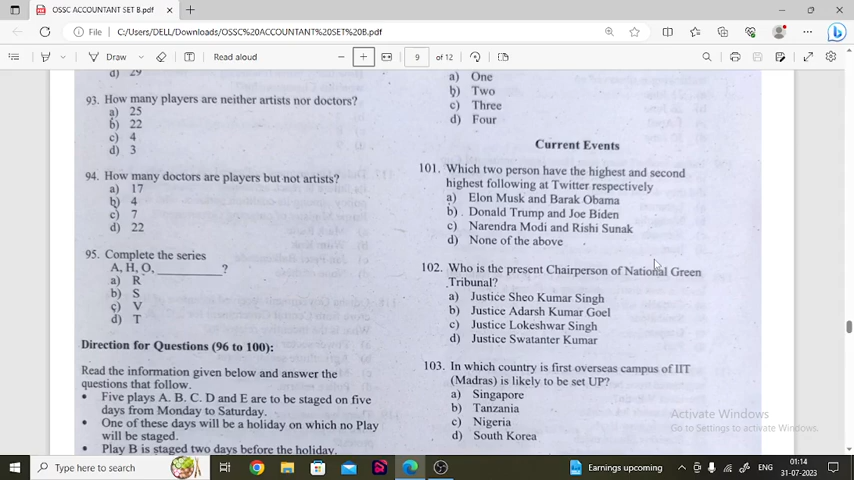 OSSC ACCOUNTANT SET B.pdf
File
C:/Users/DELL/Downloads/OSSC%20ACCOUNTANT%20SET%20B.pdf
Draw
Read aloud
9
of 12
d) 29
93. How many players are neither artists nor doctors?
a) 25
b) 22
c) 4
d) 3
94. How many doctors are players but not artists?
a) 17
b) 4
c) 7
d) 22
95. Complete the series
A, H, O, __________?
a) R
b) S
c) V
d) T
Direction for Questions (96 to 100):
Read the information given below and answer the
questions that follow.
• Five plays A. B. C. D and E are to be staged on five
days from Monday to Saturday.
• One of these days will be a holiday on which no Play
will be staged.
• Play B is staged two days before the holiday.
a) One
b) Two
c) Three
d) Four
Current Events
101. Which two person have the highest and second
highest following at Twitter respectively
a) Elon Musk and Barak Obama
b) Donald Trump and Joe Biden
c) Narendra Modi and Rishi Sunak
d) None of the above
102. Who is the present Chairperson of National Green
Tribunal?
a) Justice Sheo Kumar Singh
b) Justice Adarsh Kumar Goel
c) Justice Lokeshwar Singh
d) Justice Swatanter Kumar
103. In which country is first overseas campus of IIT
(Madras) is likely to be set UP?
a) Singapore
b) Tanzania
c) Nigeria
d) South Korea
Activate Windows
Go to Settings to activate Windows.
Type here to search
Earnings upcoming
ENG
01:14
31-07-2023